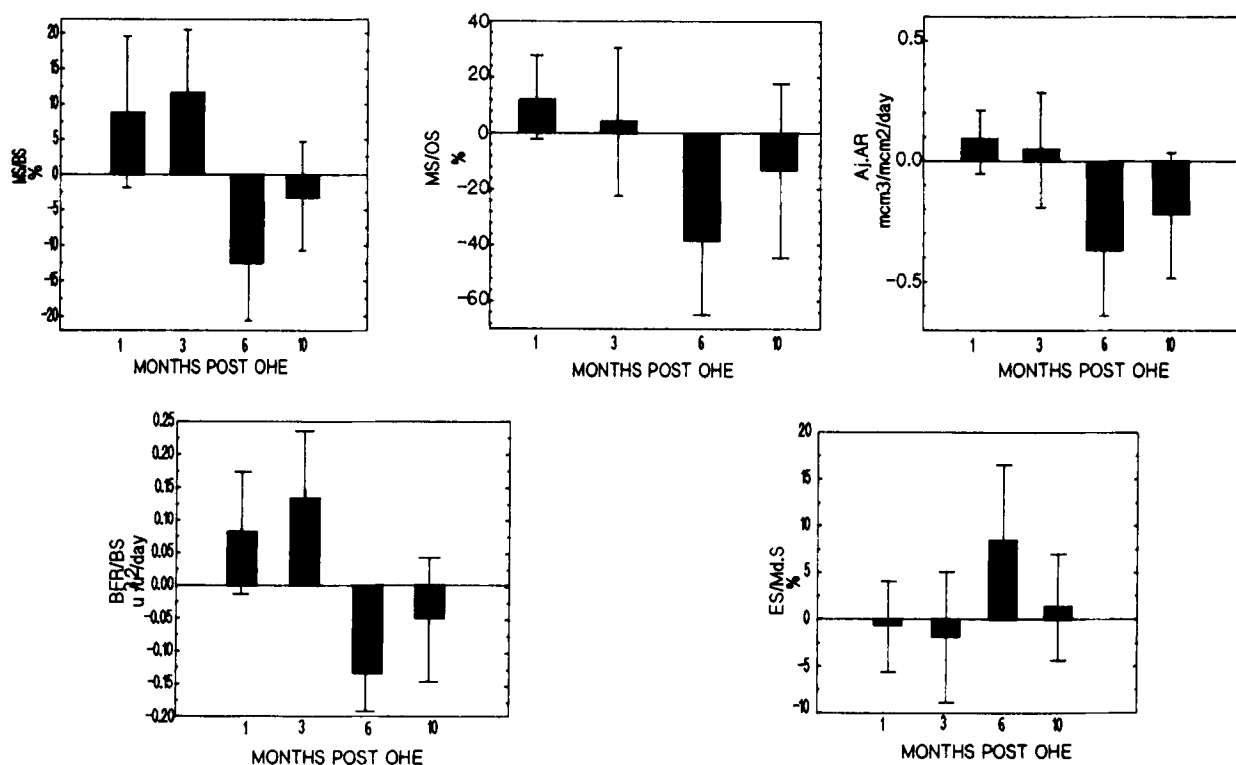 20
15
10
5
0
-5
-10
-15
-20
MS/BS
%
1 3 6 10
MONTHS POST OHE
40
20
0
-20
-40
-60
MS/OS
%
1 3 6 10
MONTHS POST OHE
0.5
0.0
-0.5
Aj.AR
mcm3/mcm2/day
1 3 6 10
MONTHS POST OHE
0.25
0.20
0.15
0.10
0.05
0.00
-0.05
-0.10
-0.15
-0.20
BFR/BS
1 3 6 10
MONTHS POST OHE
20
15
10
5
0
-5
-10
ES/Md.S
%
1 3 6 10
MONTHS POST OHE